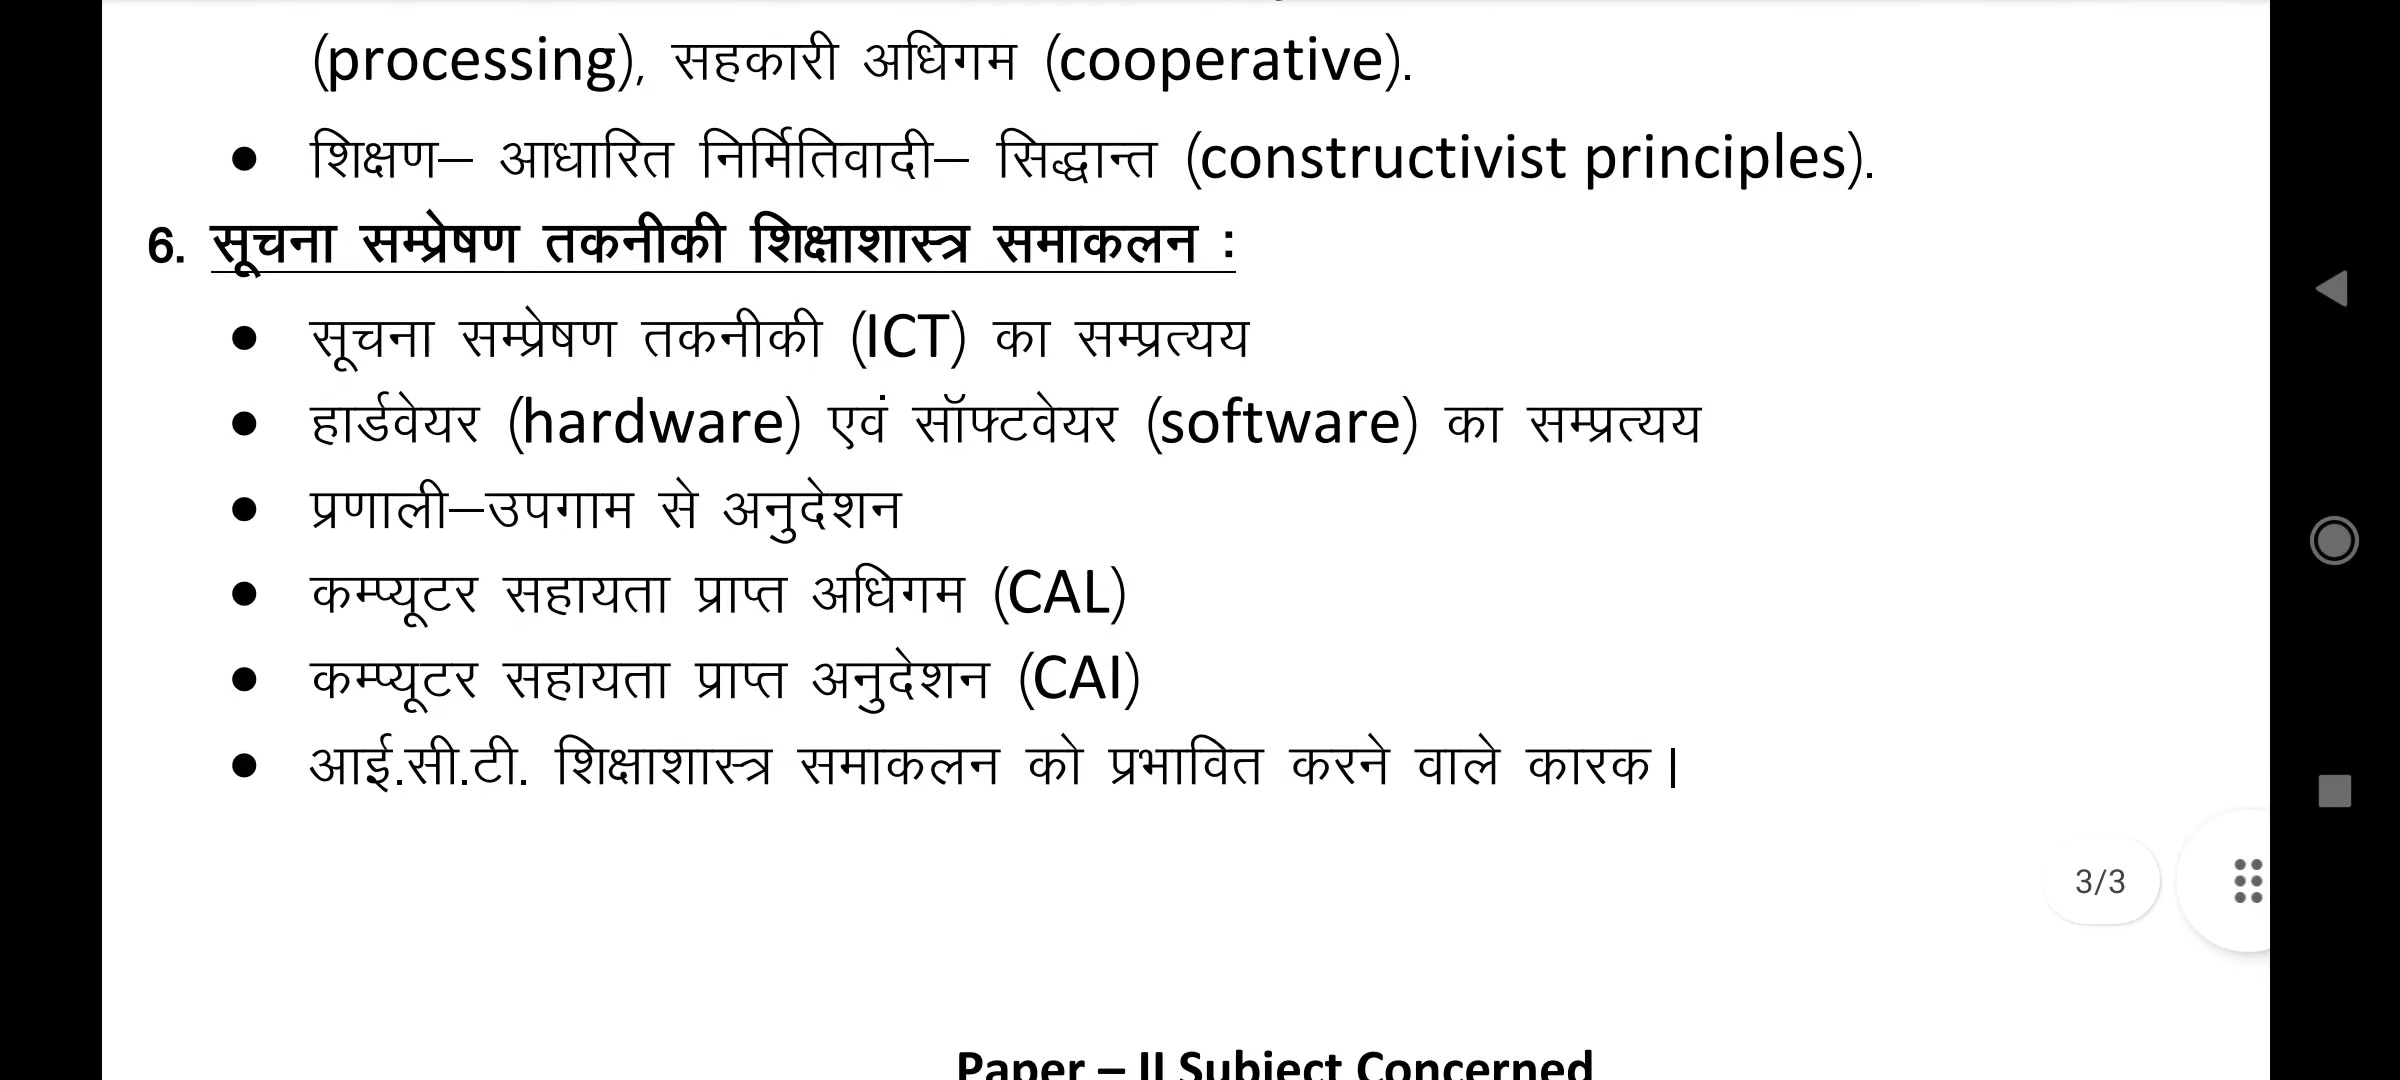 (processing), सहकारी अधिगम (cooperative).
● शिक्षण– आधारित निर्मितिवादी– सिद्धान्त (constructivist principles).
6. सूचना सम्प्रेषण तकनीकी शिक्षाशास्त्र समाकलन :
● सूचना सम्प्रेषण तकनीकी (ICT) का सम्प्रत्यय
● हार्डवेयर (hardware) एवं सॉफ्टवेयर (software) का सम्प्रत्यय
● प्रणाली–उपगाम से अनुदेशन
● कम्प्यूटर सहायता प्राप्त अधिगम (CAL)
● कम्प्यूटर सहायता प्राप्त अनुदेशन (CAI)
● आई.सी.टी. शिक्षाशास्त्र समाकलन को प्रभावित करने वाले कारक।
3/3
Paper – II Subject Concerned